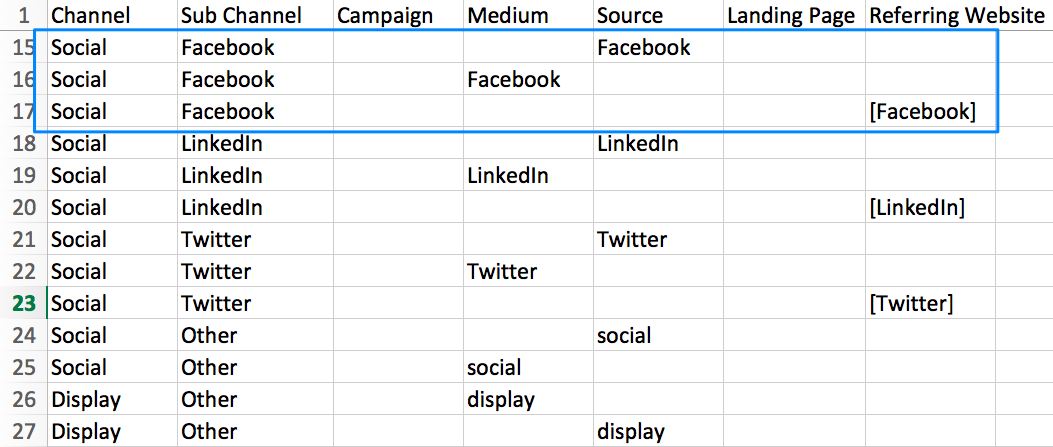 1 Channel Sub Channel Campaign Medium Source Landing Page Referring Website
15 Social Facebook Facebook
16 Social Facebook Facebook
17 Social Facebook [Facebook]
18 Social LinkedIn LinkedIn
19 Social LinkedIn LinkedIn
20 Social LinkedIn [LinkedIn]
21 Social Twitter Twitter
22 Social Twitter Twitter
23 Social Twitter [Twitter]
24 Social Other social
25 Social Other social
26 Display Other display
27 Display Other display